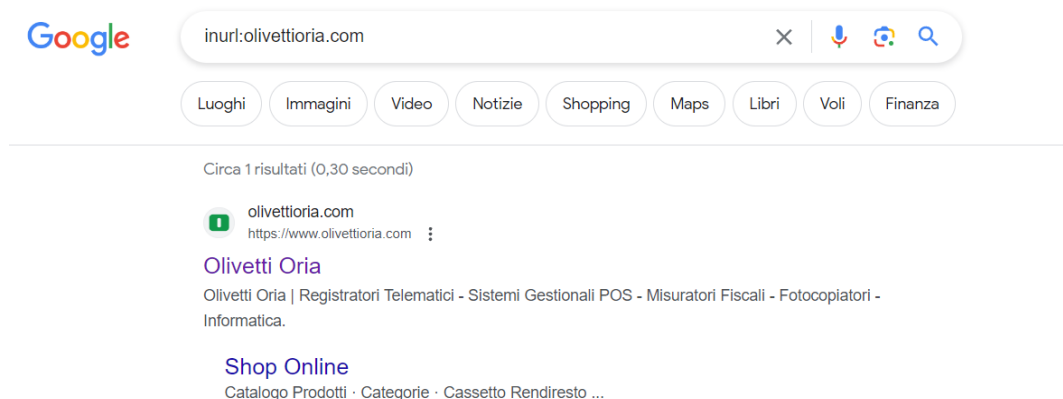 Google
inurl:olivettioria.com
Luoghi Immagini Video Notizie Shopping Maps Libri Voli Finanza
Circa 1 risultati (0,30 secondi)
olivettioria.com
https://www.olivettioria.com
Olivetti Oria
Olivetti Oria | Registratori Telematici - Sistemi Gestionali POS - Misuratori Fiscali - Fotocopiatori -
Informatica.
Shop Online
Catalogo Prodotti · Categorie · Cassetto Rendiresto ...